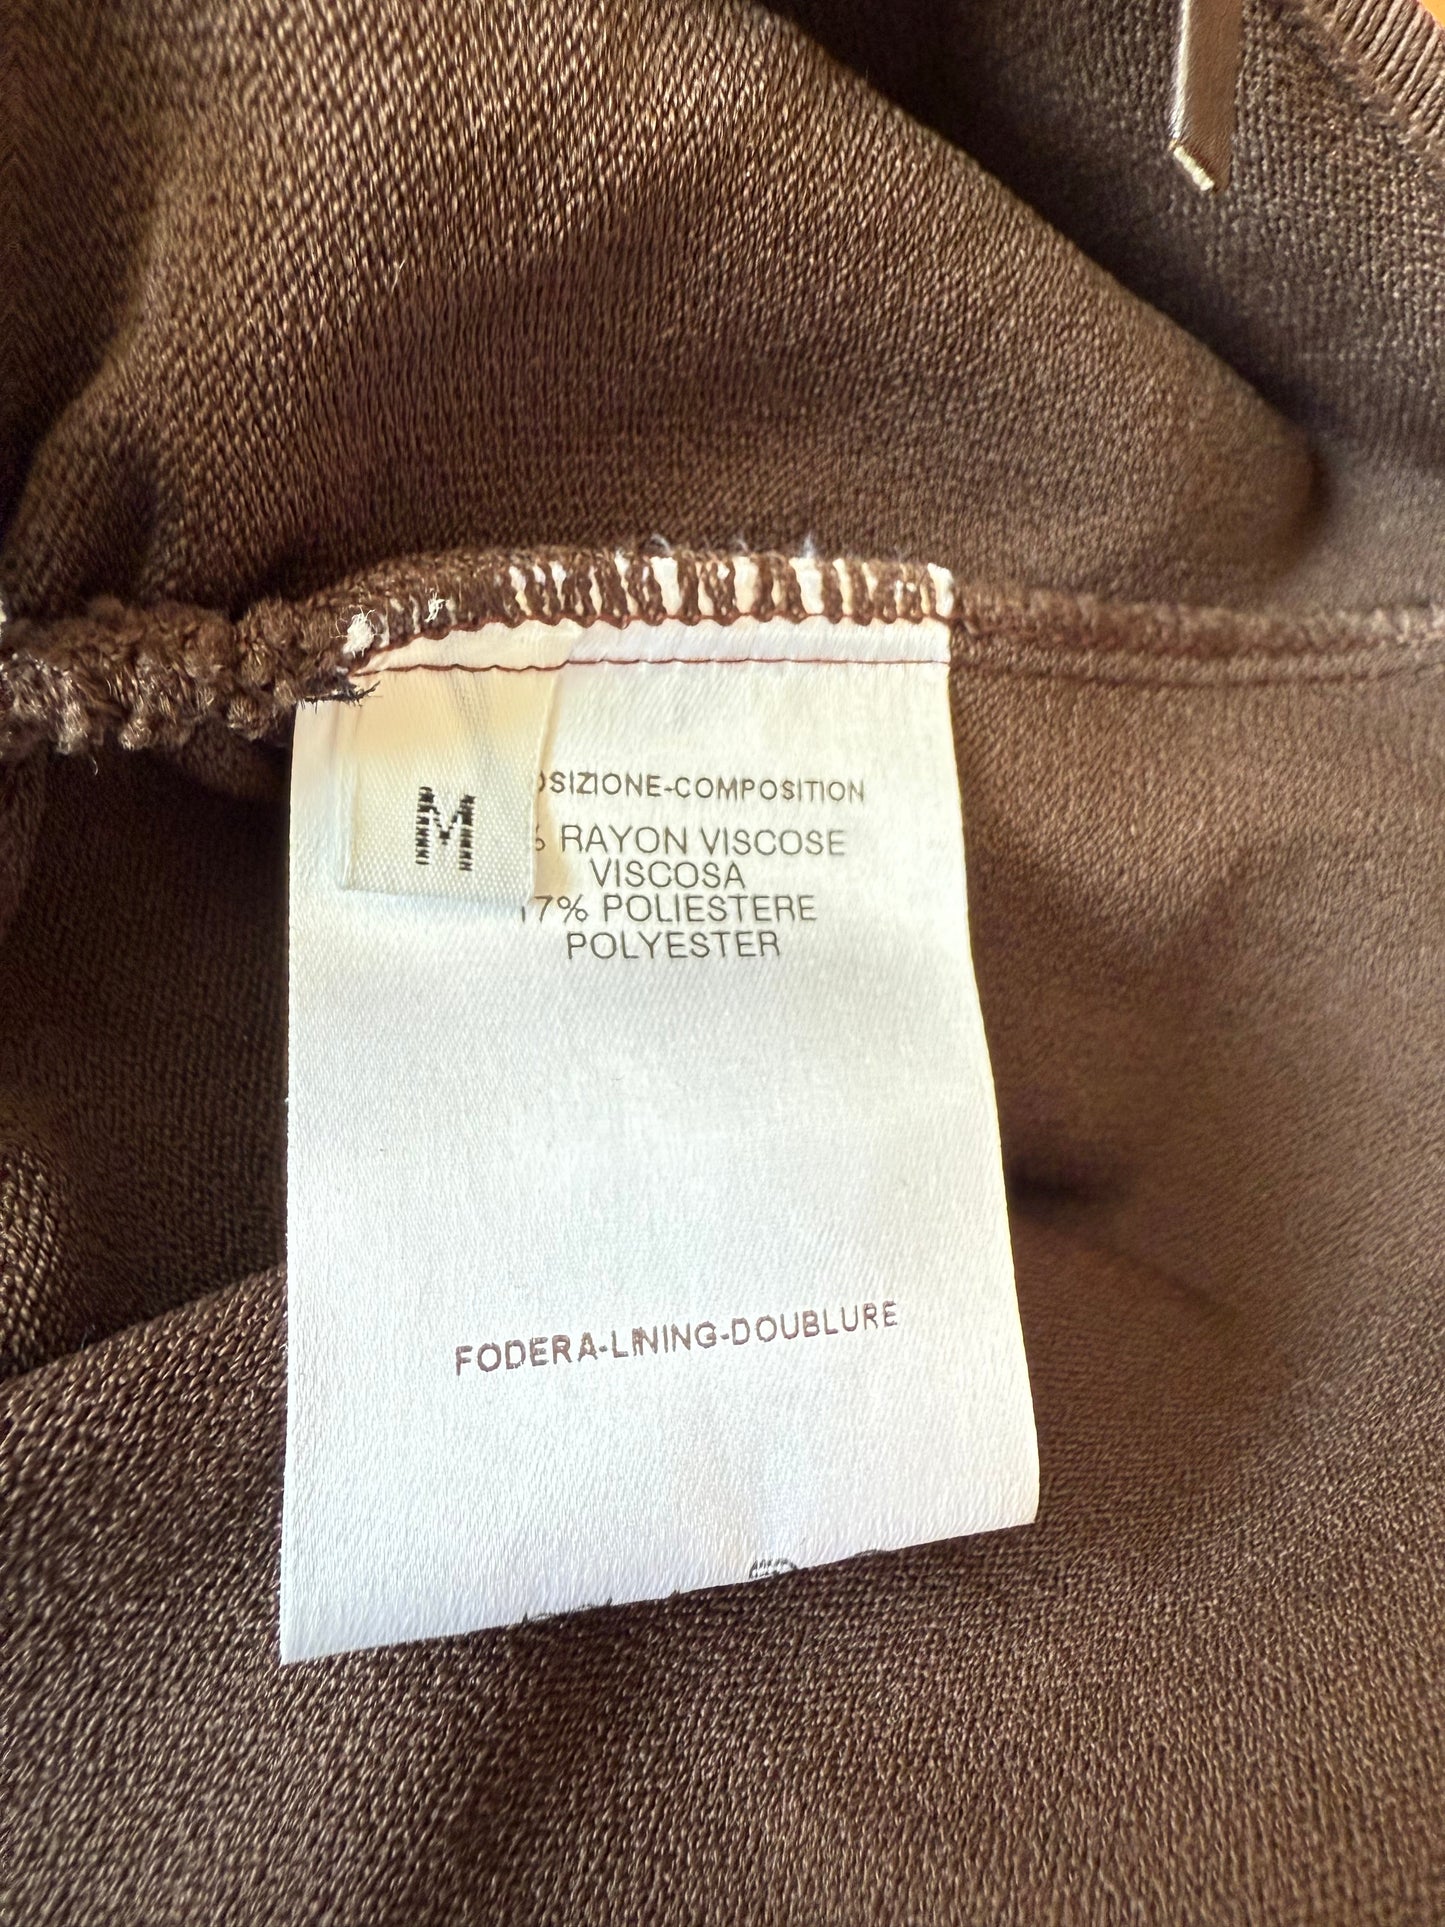 M
OSIZIONE-COMPOSITION
% RAYON VISCOSE
VISCOSA
17% POLIESTERE
POLYESTER
FODERA-LINING-DOUBLURE